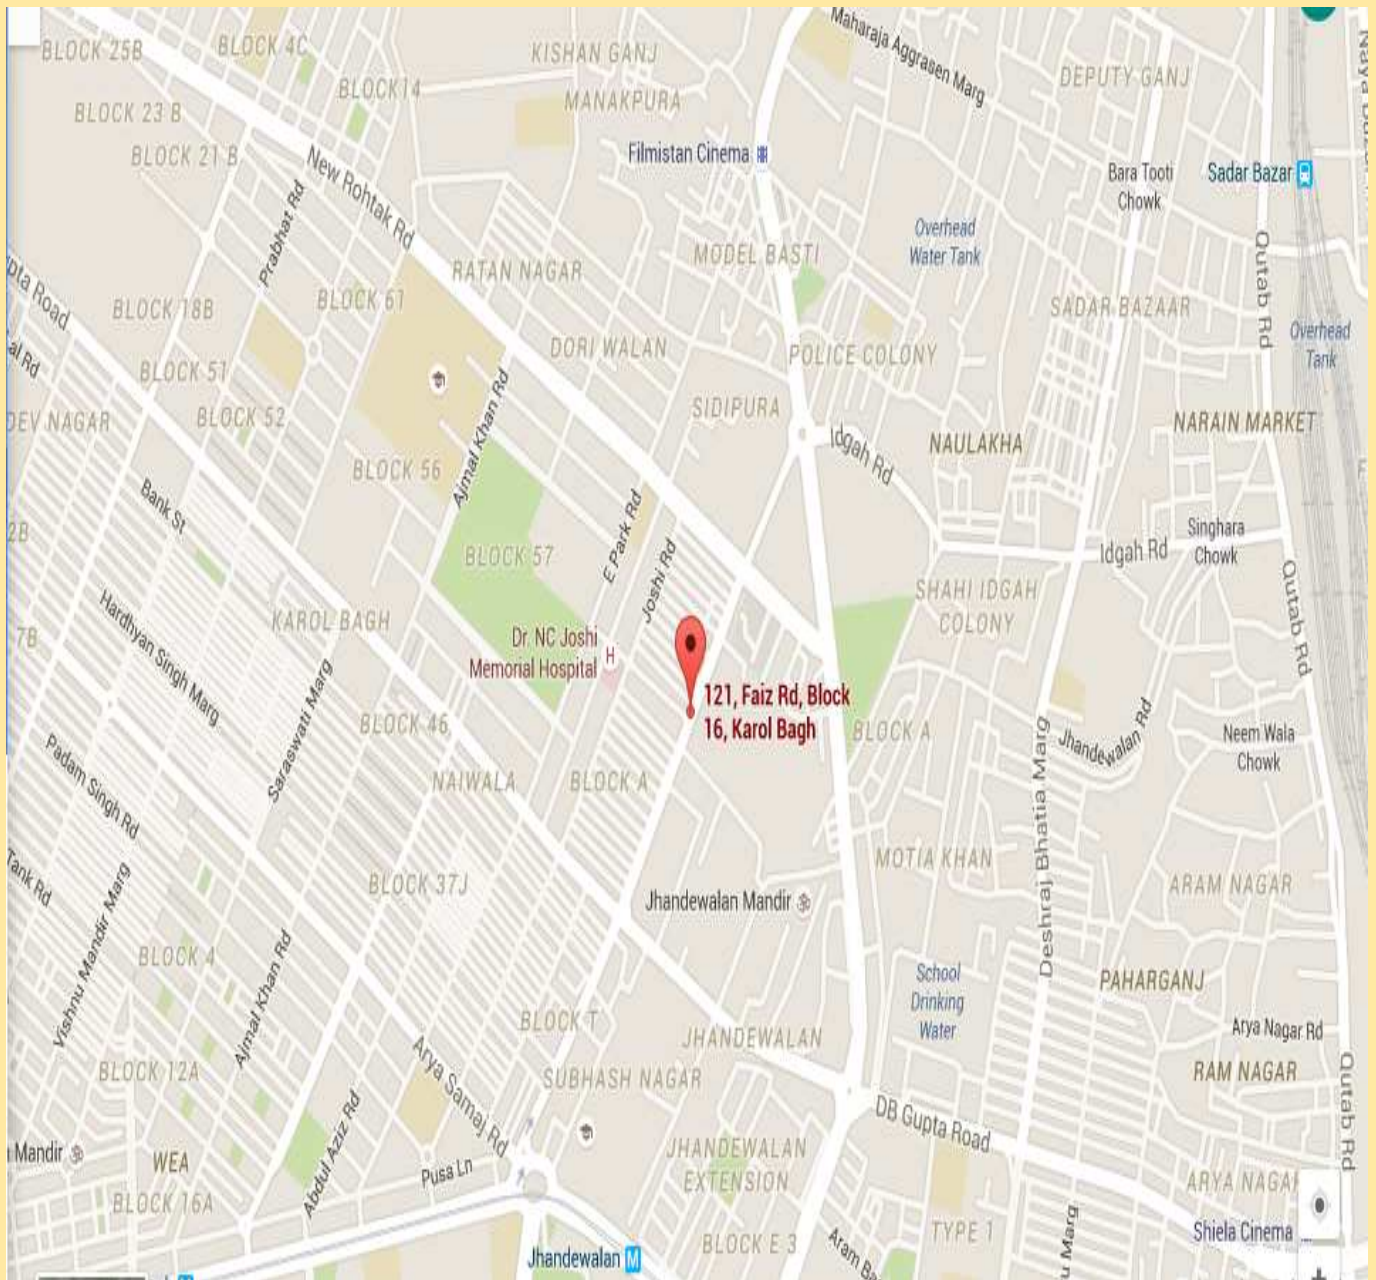 BLOCK 25B
BLOCK 4C
KISHAN GANJ
Maharaja Aggrasen Marg
DEPUTY GANJ
BLOCK14
MANAKPURA
BLOCK 23 B
BLOCK 21 B
New Rohtak Rd
Filmistan Cinema
Bara Tooti
Chowk
Sadar Bazar
Prabhat Rd
Overhead
Water Tank
Qutab Rd
MODEL BASTI
RATAN NAGAR
BLOCK 18B
BLOCK 61
SADAR BAZAAR
Overhead
Tank
DORI WALAN
POLICE COLONY
BLOCK 51
Ajmal Khan Rd
DEV NAGAR
BLOCK 52
SIDIPURA
Idgah Rd
NAULAKHA
NARAIN MARKET
BLOCK 56
Bank St
E Park Rd
Joshi Rd
BLOCK 57
Idgah Rd
Singhara
Chowk
SHAHI IDGAH
COLONY
Qutab Rd
KAROL BAGH
Hardhyan Singh Marg
Dr. NC Joshi
Memorial Hospital
H
121, Faiz Rd, Block
16, Karol Bagh
Saraswati Marg
BLOCK 46
BLOCK A
Jhandewalan Rd
Neem Wala
Chowk
Padam Singh Rd
NAIWALA
BLOCK A
Deshraj Bhatia Marg
MOTIA KHAN
Tank Rd
BLOCK 37J
Jhandewalan Mandir
ARAM NAGAR
Vishnu Mandir Marg
BLOCK 4
Ajmal Khan Rd
School
Drinking
Water
PAHARGANJ
BLOCK T
JHANDEWALAN
Arya Nagar Rd
Arya Samaj Rd
BLOCK 12A
SUBHASH NAGAR
RAM NAGAR
Qutab Rd
DB Gupta Road
Abdul Aziz Rd
Mandir
WEA
Pusa Ln
JHANDEWALAN
EXTENSION
BLOCK 16A
TYPE 1
Shiela Cinema
BLOCK E 3
Jhandewalan M
Marg